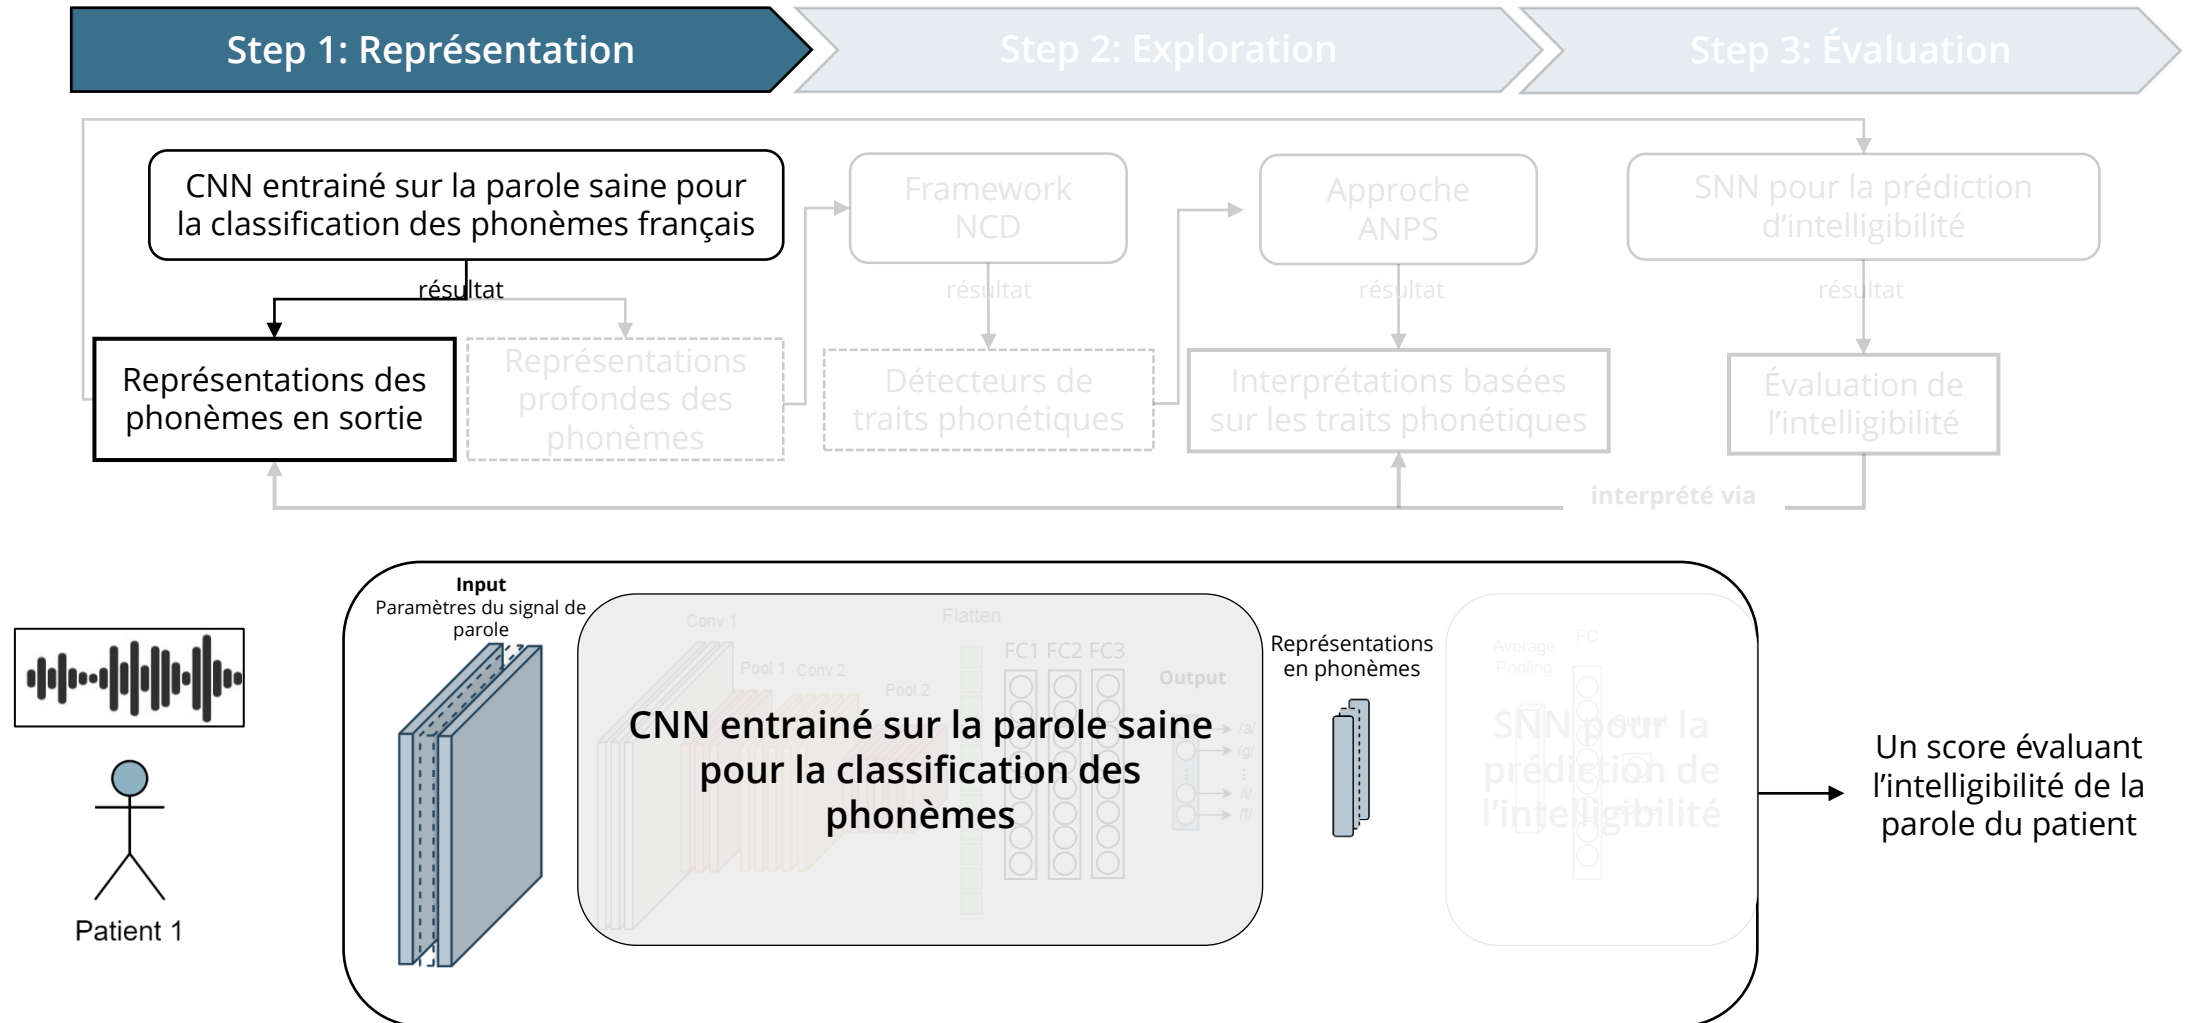 Step 1: Représentation
Step 2: Exploration
Step 3: Évaluation
CNN entrainé sur la parole saine pour
la classification des phonèmes français
Framework
NCD
Approche
ANPS
SNN pour la prédiction
d’intelligibilité
résultat
résultat
résultat
résultat
Représentations des
phonèmes en sortie
Représentations
profondes des
phonèmes
Détecteurs de
traits phonétiques
Interprétations basées
sur les traits phonétiques
Évaluation de
l’intelligibilité
interprété via
Input
Paramètres du signal de
parole
Conv 1
Pool 1
Conv 2
Pool 2
Flatten
FC1 FC2 FC3
Output
/a/
/g/
/i/
/f/
CNN entrainé sur la parole saine
pour la classification des
phonèmes
Représentations
en phonèmes
Average
Pooling
FC
Output
SNN pour la
prédiction de
l’intelligibilité
Un score évaluant
l’intelligibilité de la
parole du patient
Patient 1